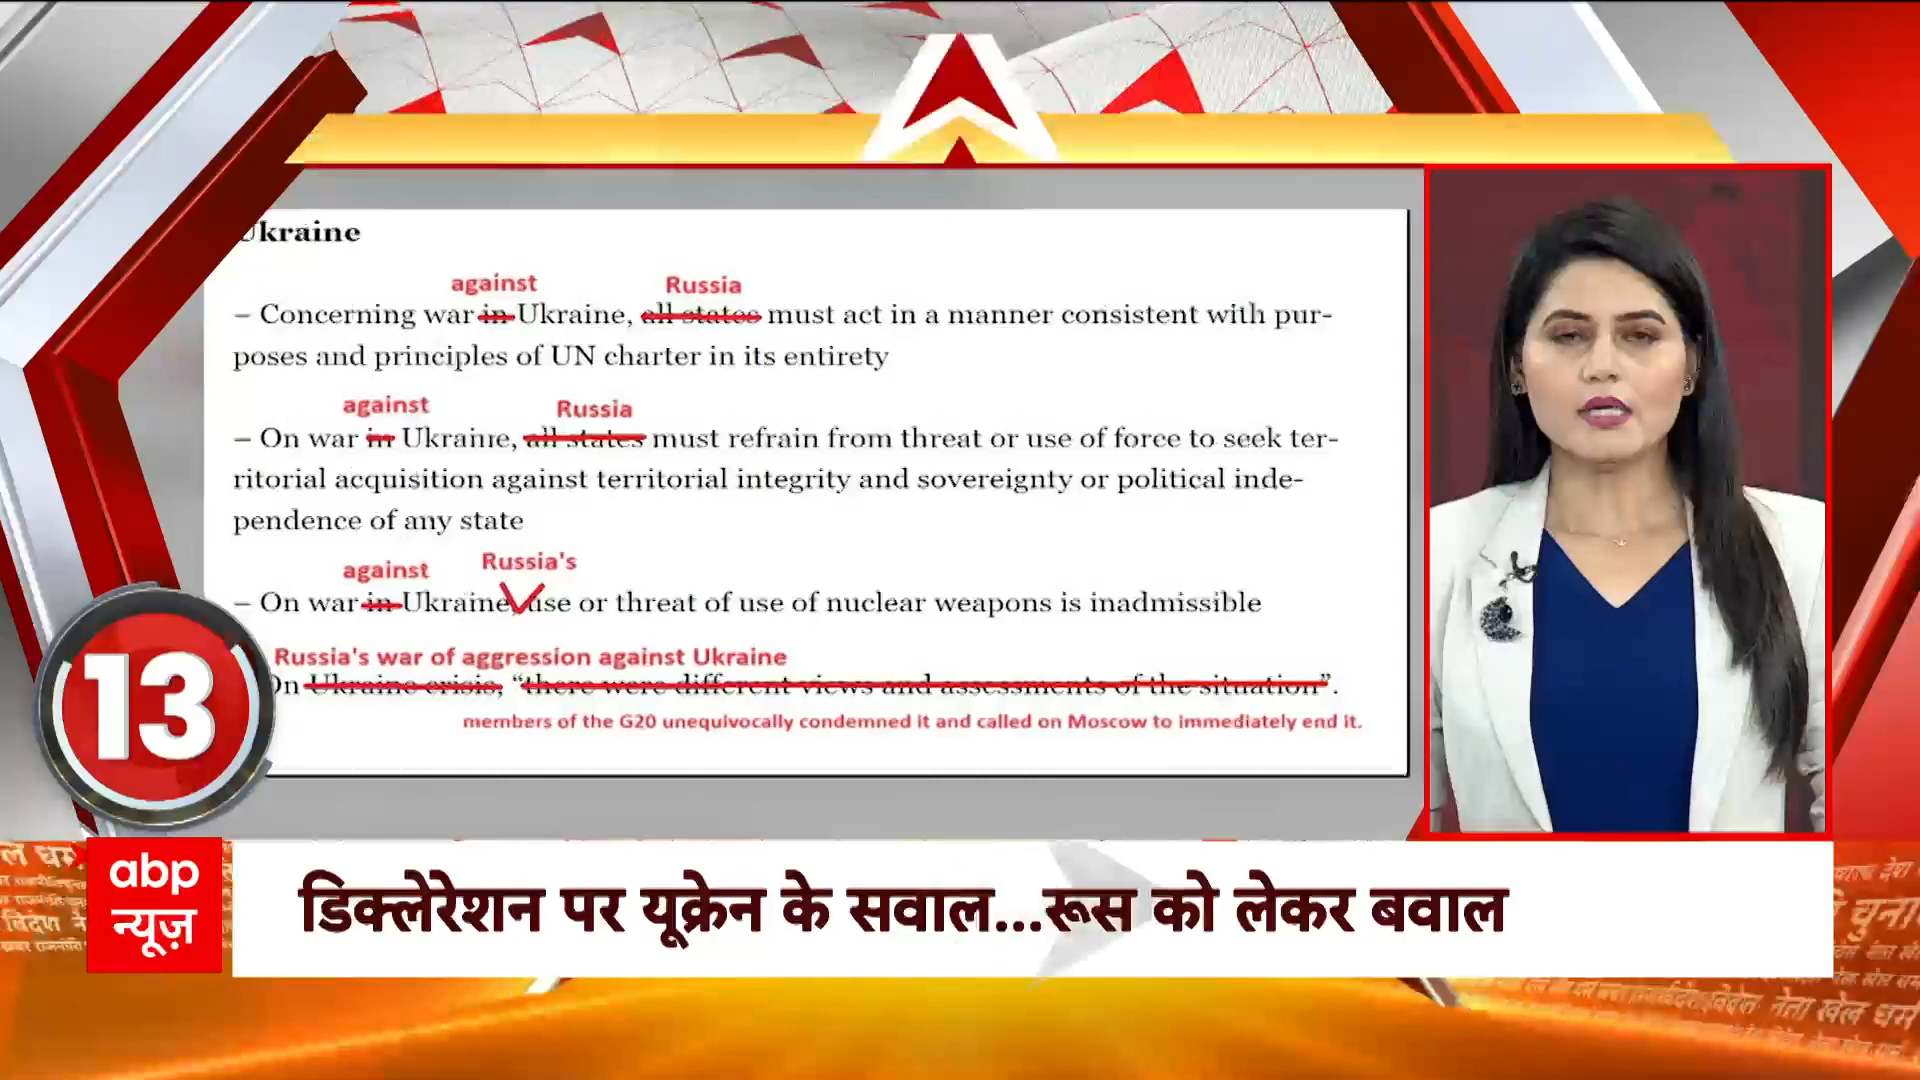 Ukraine
against Russia
– Concerning war in Ukraine, all states must act in a manner consistent with pur-
poses and principles of UN charter in its entirety
against Russia
– On war in Ukraine, all states must refrain from threat or use of force to seek ter-
ritorial acquisition against territorial integrity and sovereignty or political inde-
pendence of any state
against Russia's
– On war in Ukraine, use or threat of use of nuclear weapons is inadmissible
Russia's war of aggression against Ukraine
On Ukraine crisis, “there were different views and assessments of the situation”.
members of the G20 unequivocally condemned it and called on Moscow to immediately end it.
13
abp
न्यूज़
डिक्लेरेशन पर यूक्रेन के सवाल...रूस को लेकर बवाल